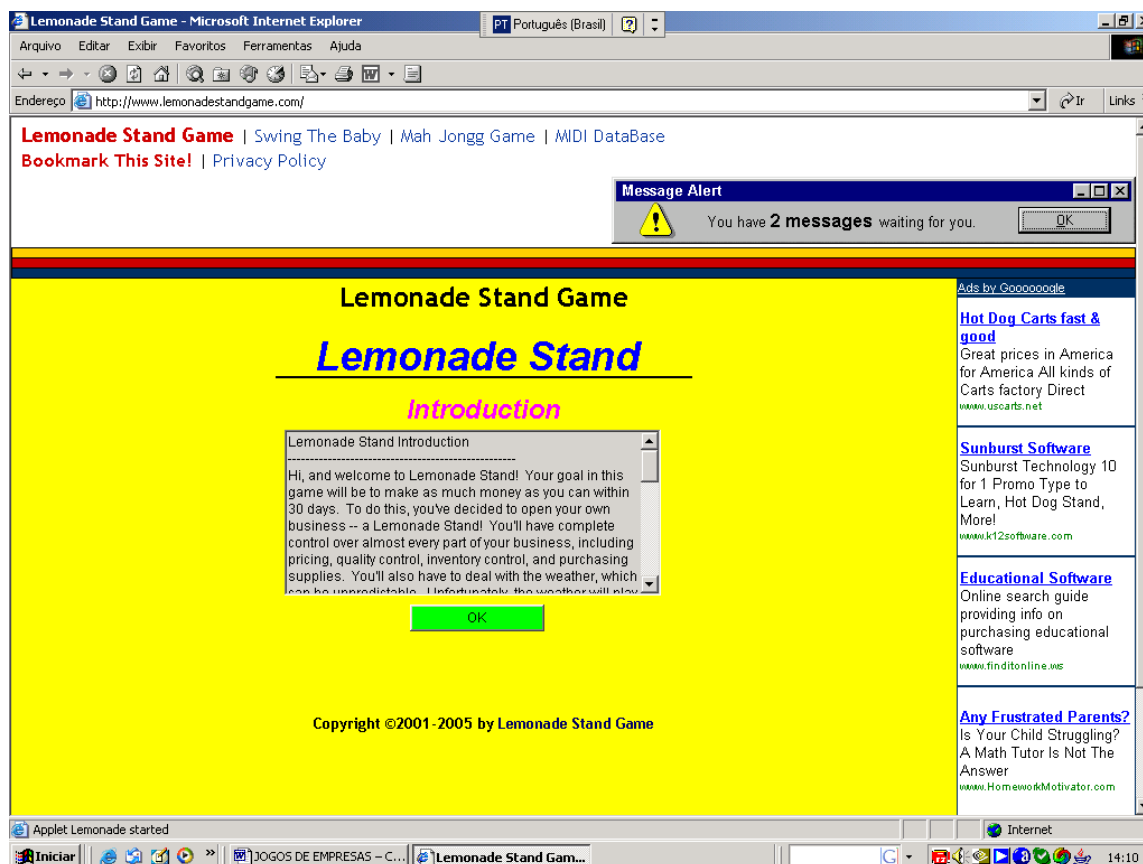 Lemonade Stand Game - Microsoft Internet Explorer
PT Português (Brasil)
Arquivo Editar Exibir Favoritos Ferramentas Ajuda
Endereço http://www.lemonadestandgame.com/ Ir Links
Lemonade Stand Game | Swing The Baby | Mah Jongg Game | MIDI DataBase
Bookmark This Site! | Privacy Policy
Message Alert
You have 2 messages waiting for you. OK
Lemonade Stand Game
Lemonade Stand
Introduction
Lemonade Stand Introduction
----------------------------------------------------
Hi, and welcome to Lemonade Stand! Your goal in this
game will be to make as much money as you can within
30 days. To do this, you've decided to open your own
business -- a Lemonade Stand! You'll have complete
control over almost every part of your business, including
pricing, quality control, inventory control, and purchasing
supplies. You'll also have to deal with the weather, which
can be unpredictable. Unfortunately, the weather will play
OK
Copyright ©2001-2005 by Lemonade Stand Game
Ads by Goooooogle
Hot Dog Carts fast &
good
Great prices in America
for America All kinds of
Carts factory Direct
www.uscarts.net
Sunburst Software
Sunburst Technology 10
for 1 Promo Type to
Learn, Hot Dog Stand,
More!
www.k12software.com
Educational Software
Online search guide
providing info on
purchasing educational
software
www.finditonline.ws
Any Frustrated Parents?
Is Your Child Struggling?
A Math Tutor Is Not The
Answer
www.HomeworkMotivator.com
Applet Lemonade started Internet
Iniciar » JOGOS DE EMPRESAS – C... Lemonade Stand Gam... G 14:10